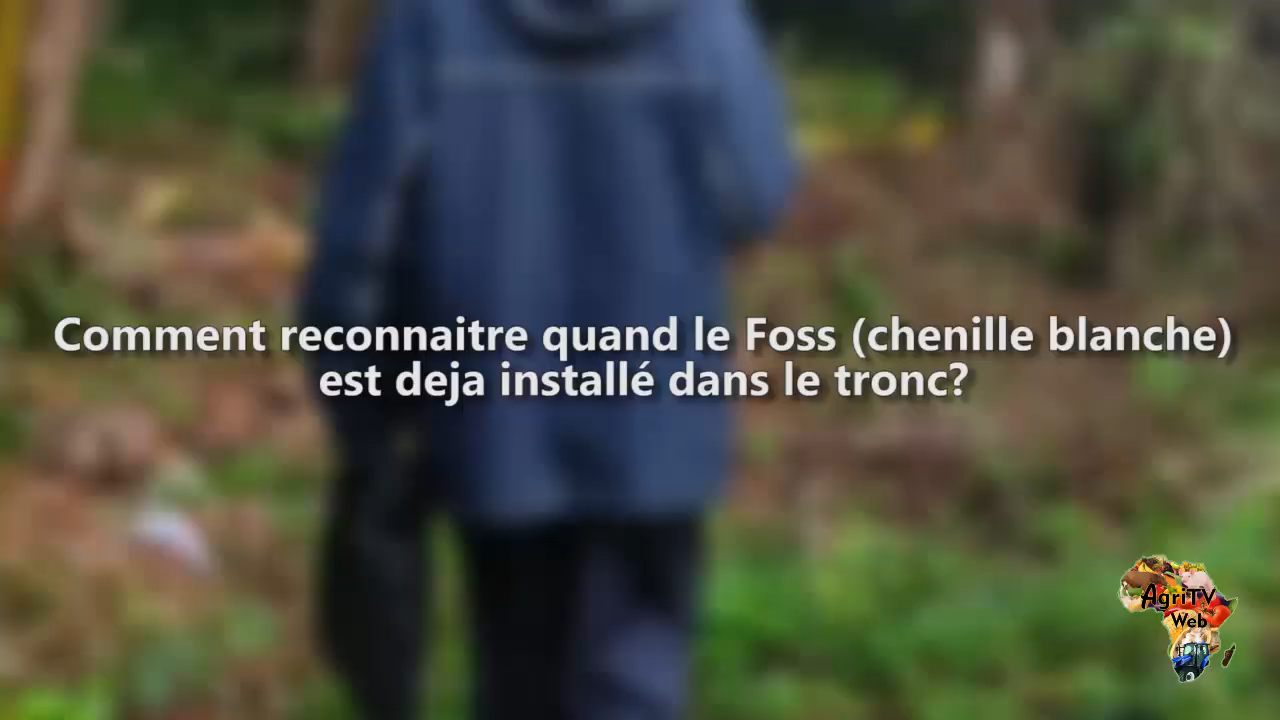 Comment reconnaitre quand le Foss (chenille blanche)
est deja installé dans le tronc?
AgriTV
Web